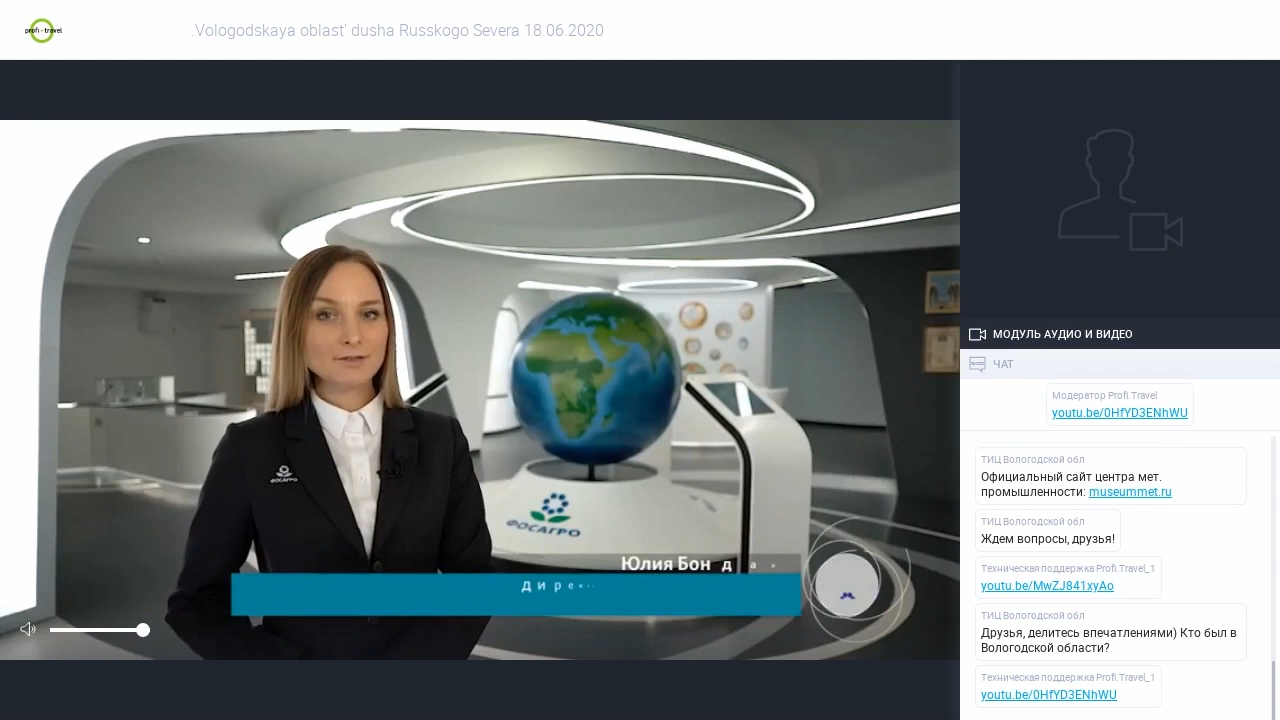 profi travel
.Vologodskaya oblast' dusha Russkogo Severa 18.06.2020
ФОСАГРО
ФОСАГРО
Юлия Бон д а
Дирек
МОДУЛЬ АУДИО И ВИДЕО
ЧАТ
Модератор Profi.Travel
youtu.be/0HfYD3ENhWU
ТИЦ Вологодской обл
Официальный сайт центра мет.
промышленности: museummet.ru
ТИЦ Вологодской обл
Ждем вопросы, друзья!
Техническая поддержка Profi.Travel_1
youtu.be/MwZJ841xyAo
ТИЦ Вологодской обл
Друзья, делитесь впечатлениями) Кто был в
Вологодской области?
Техническая поддержка Profi.Travel_1
youtu.be/0HfYD3ENhWU